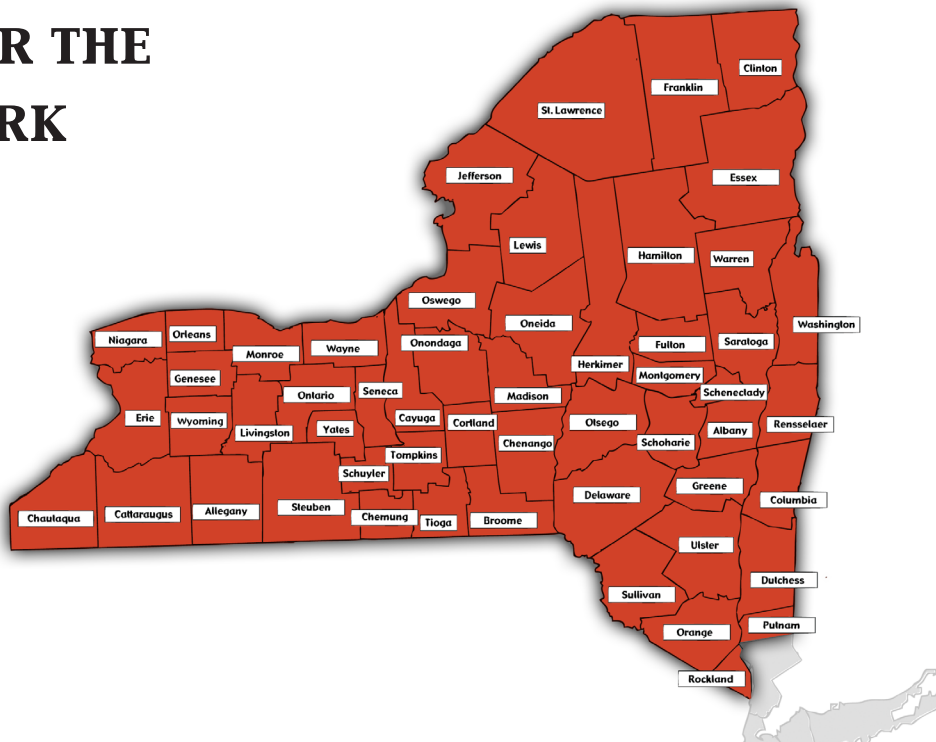 R THE
RK
Clinton
Franklin
St. Lawrence
Jefferson
Essex
Lewis
Hamilton
Warren
Oswego
Oneida
Washington
Niagara
Orleans
Monroe
Wayne
Onondaga
Fulton
Saratoga
Herkimer
Montgomery
Genesee
Ontario
Seneca
Madison
Schenectady
Erie
Wyoming
Livingston
Yates
Cayuga
Cortland
Chenango
Otsego
Schoharie
Albany
Rensselaer
Tompkins
Schuyler
Chautauqua
Cattaraugus
Allegany
Steuben
Chemung
Tioga
Broome
Delaware
Greene
Columbia
Ulster
Dutchess
Sullivan
Putnam
Orange
Rockland